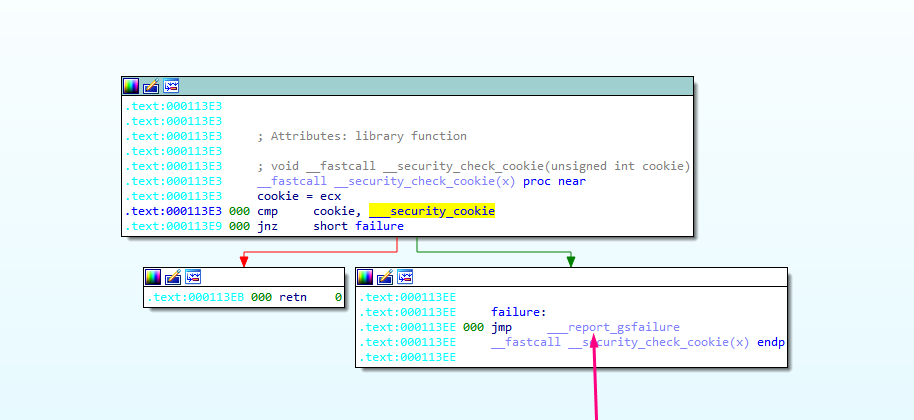 .text:000113E3
.text:000113E3
.text:000113E3 ; Attributes: library function
.text:000113E3
.text:000113E3 ; void __fastcall __security_check_cookie(unsigned int cookie)
.text:000113E3 __fastcall __security_check_cookie(x) proc near
.text:000113E3 cookie = ecx
.text:000113E3 000 cmp cookie, ___security_cookie
.text:000113E9 000 jnz short failure
.text:000113EB 000 retn 0
.text:000113EE
.text:000113EE failure:
.text:000113EE 000 jmp ___report_gsfailure
.text:000113EE __fastcall __security_check_cookie(x) endp
.text:000113EE